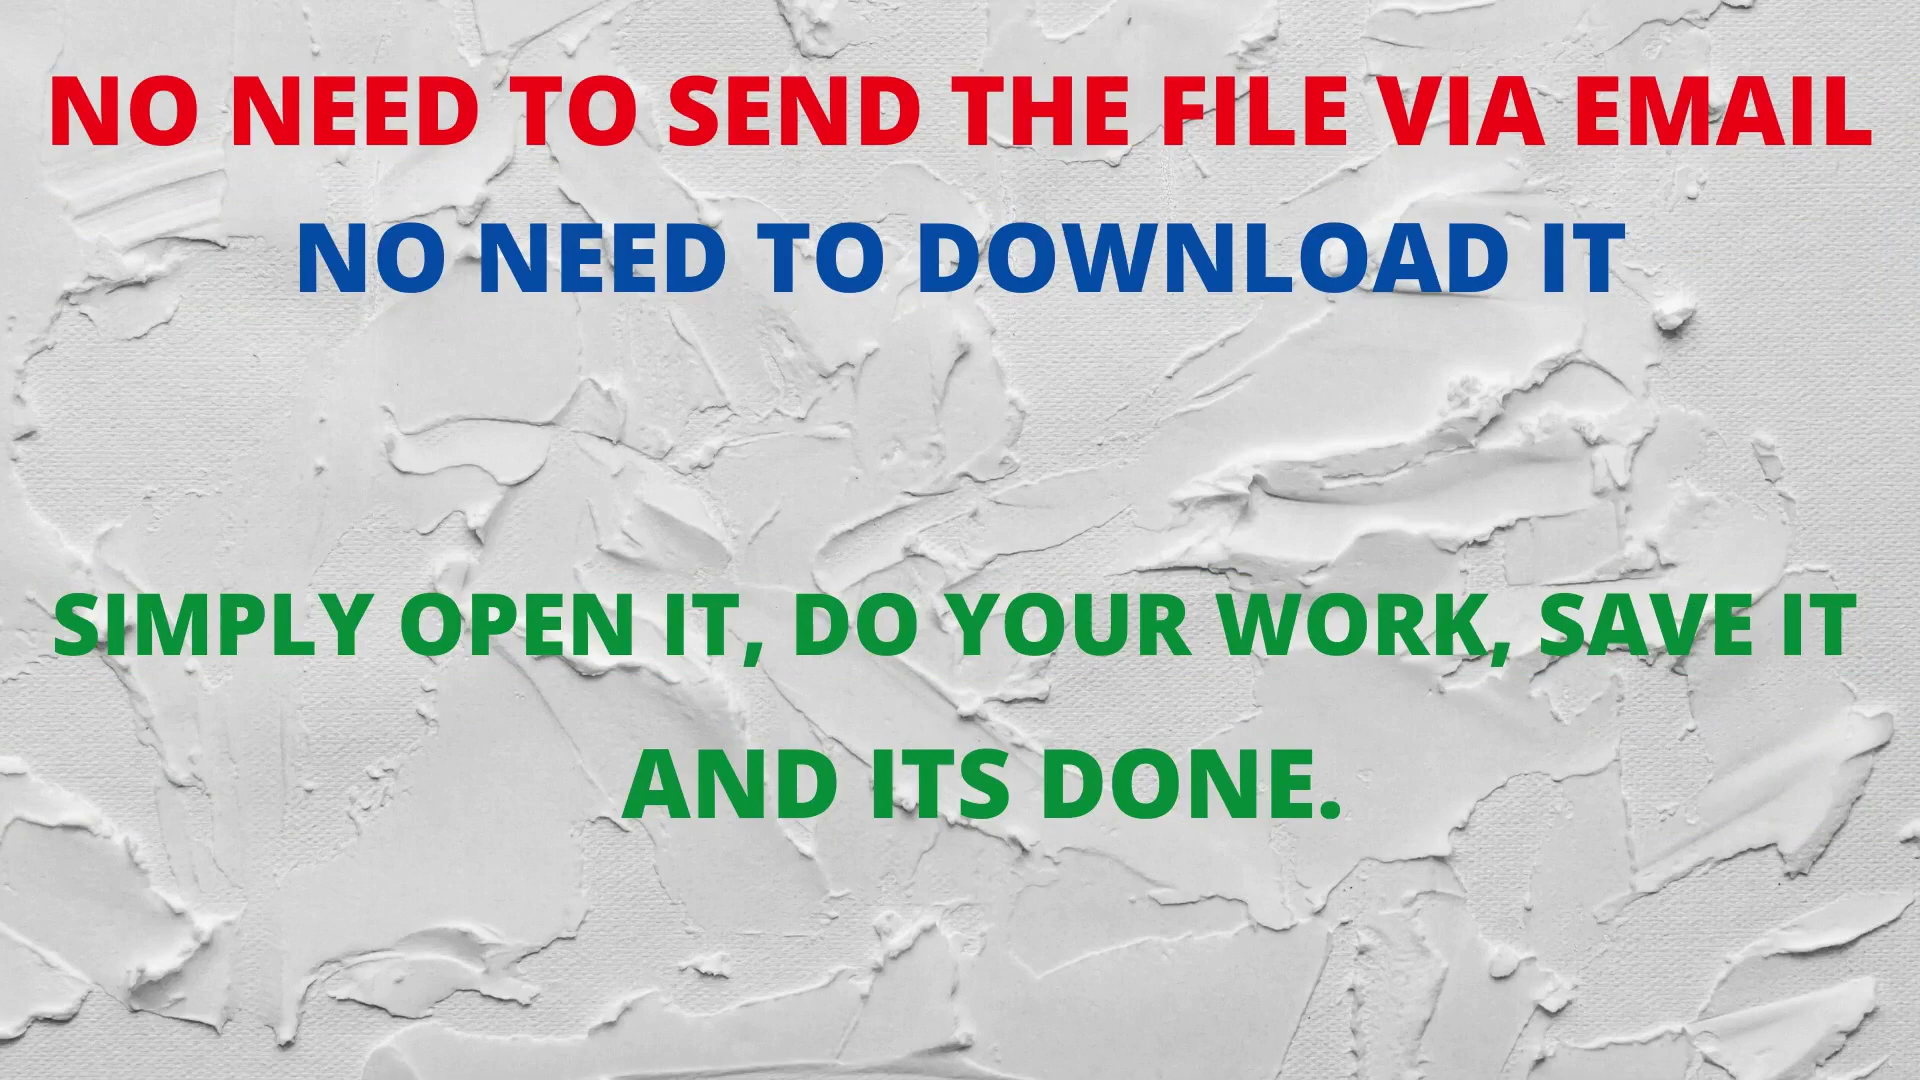 NO NEED TO SEND THE FILE VIA EMAIL
NO NEED TO DOWNLOAD IT
SIMPLY OPEN IT, DO YOUR WORK, SAVE IT
AND ITS DONE.